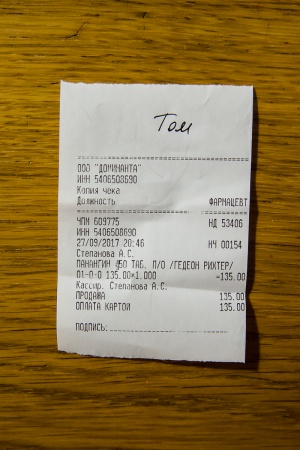 Том
ООО "ДОМИНАНТА"
ИНН 5406508690
Копия чека
Должность ФАРМАЦЕВТ
ЧПМ 609775 НД 53406
ИНН 5406508690
27/09/2017 20:46 НЧ 00154
Степанова А.С.
ПАНАНГИН №50 ТАБ. П/О /ГЕДЕОН РИХТЕР/
01-0-0 135.00*1.000 =135.00
Кассир. Степанова А.С.
ПРОДАЖА 135.00
ОПЛАТА КАРТОЙ 135.00
ПОДПИСЬ: